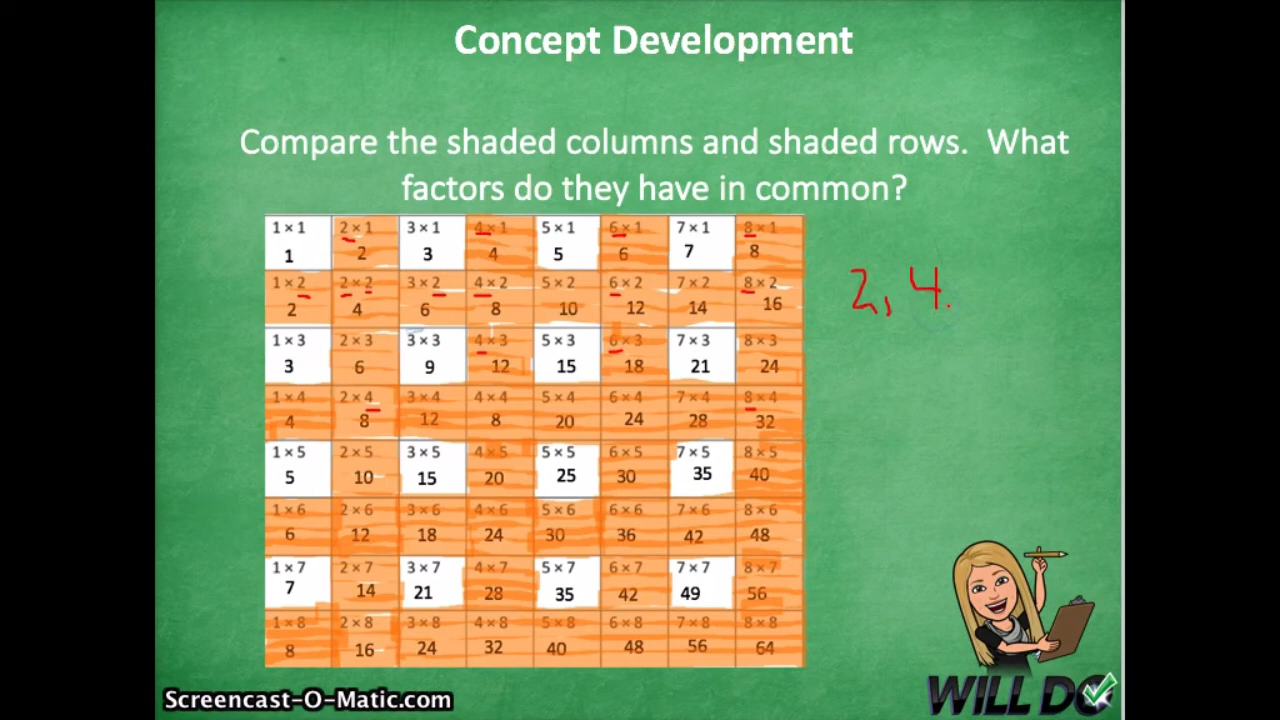 Concept Development
Compare the shaded columns and shaded rows. What
factors do they have in common?
1 × 1 2 × 1 3 × 1 4 × 1 5 × 1 6 × 1 7 × 1 8 × 1
1 2 3 4 5 6 7 8
1 × 2 2 × 2 3 × 2 4 × 2 5 × 2 6 × 2 7 × 2 8 × 2
2 4 6 8 10 12 14 16
2, 4.
1 × 3 2 × 3 3 × 3 4 × 3 5 × 3 6 × 3 7 × 3 8 × 3
3 6 9 12 15 18 21 24
1 × 4 2 × 4 3 × 4 4 × 4 5 × 4 6 × 4 7 × 4 8 × 4
4 8 12 8 20 24 28 32
1 × 5 2 × 5 3 × 5 4 × 5 5 × 5 6 × 5 7 × 5 8 × 5
5 10 15 20 25 30 35 40
1 × 6 2 × 6 3 × 6 4 × 6 5 × 6 6 × 6 7 × 6 8 × 6
6 12 18 24 30 36 42 48
1 × 7 2 × 7 3 × 7 4 × 7 5 × 7 6 × 7 7 × 7 8 × 7
7 14 21 28 35 42 49 56
1 × 8 2 × 8 3 × 8 4 × 8 5 × 8 6 × 8 7 × 8 8 × 8
8 16 24 32 40 48 56 64
WILL DO
Screencast-O-Matic.com